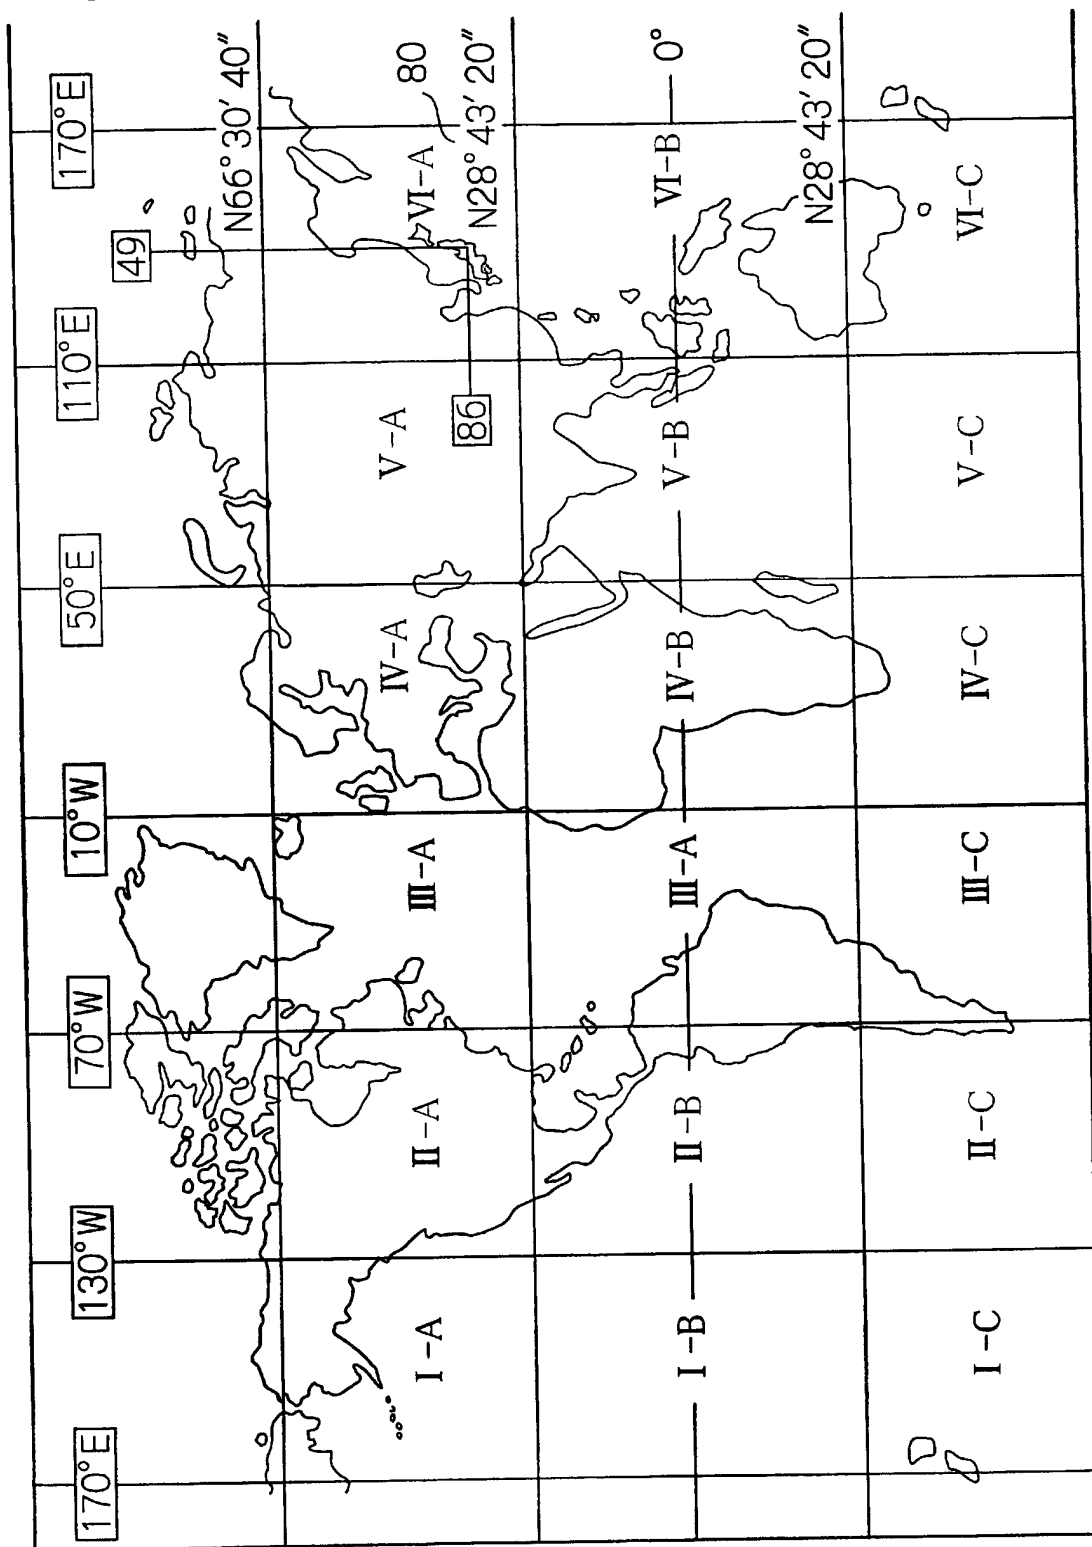 170°E
130°W
70°W
10°W
50°E
110°E
49
170°E
N66° 30′ 40″
I-A
II-A
III-A
IV-A
V-A
VI-A
80
86
N28° 43′ 20″
I-B
II-B
III-A
IV-B
V-B
VI-B
0°
N28° 43′ 20″
I-C
II-C
III-C
IV-C
V-C
VI-C